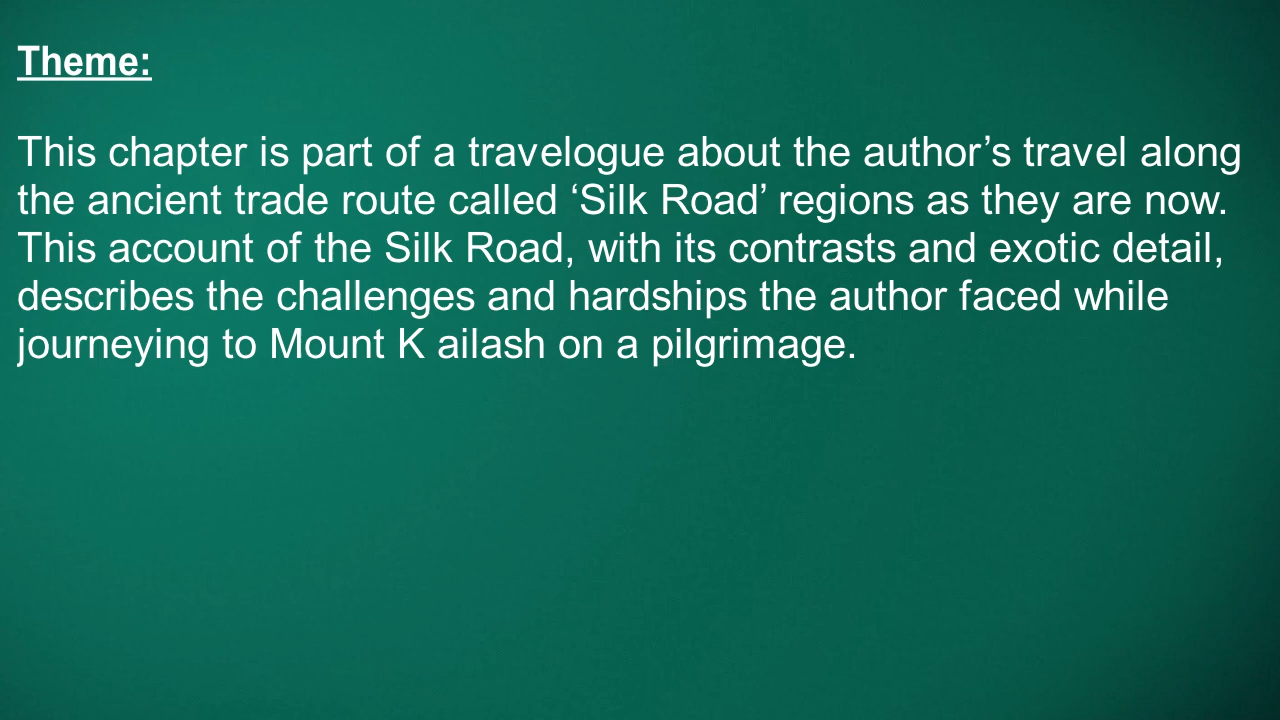 Theme:
This chapter is part of a travelogue about the author’s travel along
the ancient trade route called ‘Silk Road’ regions as they are now.
This account of the Silk Road, with its contrasts and exotic detail,
describes the challenges and hardships the author faced while
journeying to Mount K ailash on a pilgrimage.